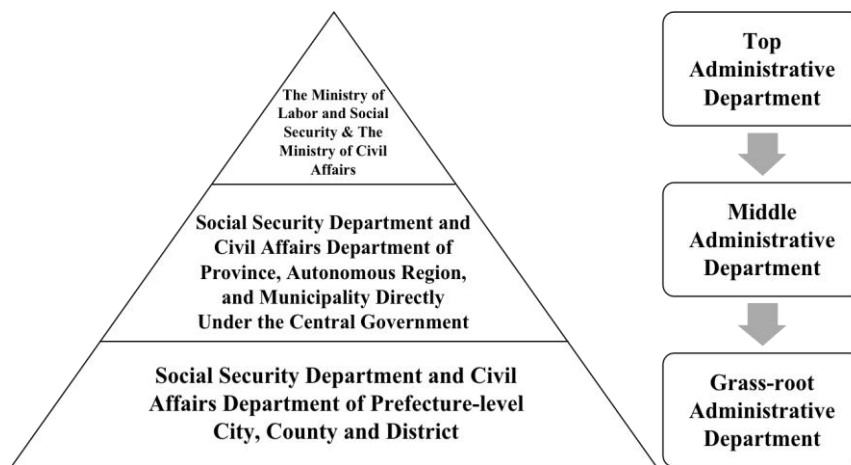 The Ministry of
Labor and Social
Security & The
Ministry of Civil
Affairs
Social Security Department and
Civil Affairs Department of
Province, Autonomous Region,
and Municipality Directly
Under the Central Government
Social Security Department and Civil
Affairs Department of Prefecture-level
City, County and District
Top
Administrative
Department
Middle
Administrative
Department
Grass-root
Administrative
Department